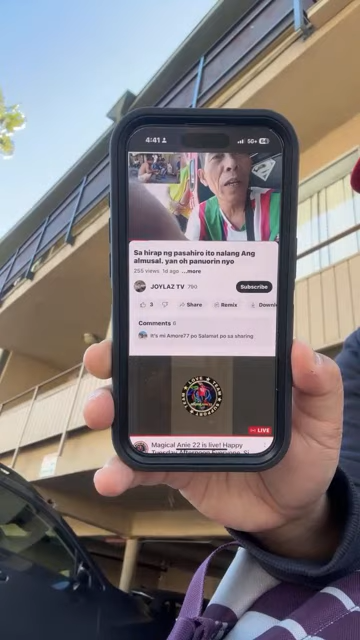 4:41
5G+
Sa hirap ng pasahiro ito nalang Ang
almusal. yan oh panuorin nyo
255 views 1d ago ...more
JOYLAZ TV
Subscribe
3
Share
Remix
Downl
Comments 6
It's mi Amore77 po Salamat po sa sharing
LIVE
Magical Anie 22 is live! Happy